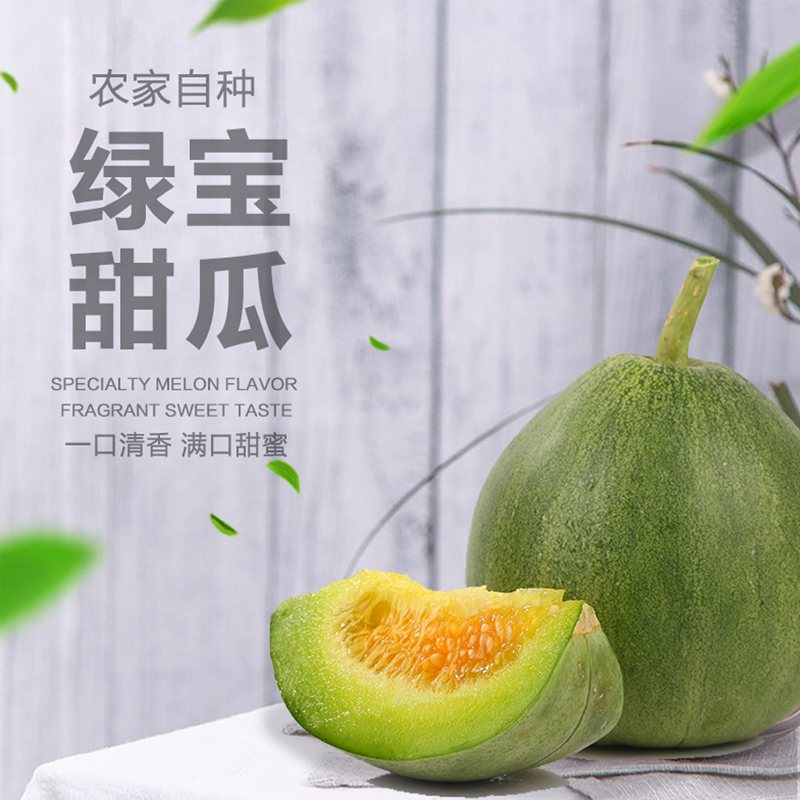 农家自种
绿宝
甜瓜
SPECIALTY MELON FLAVOR
FRAGRANT SWEET TASTE
一口清香 满口甜蜜